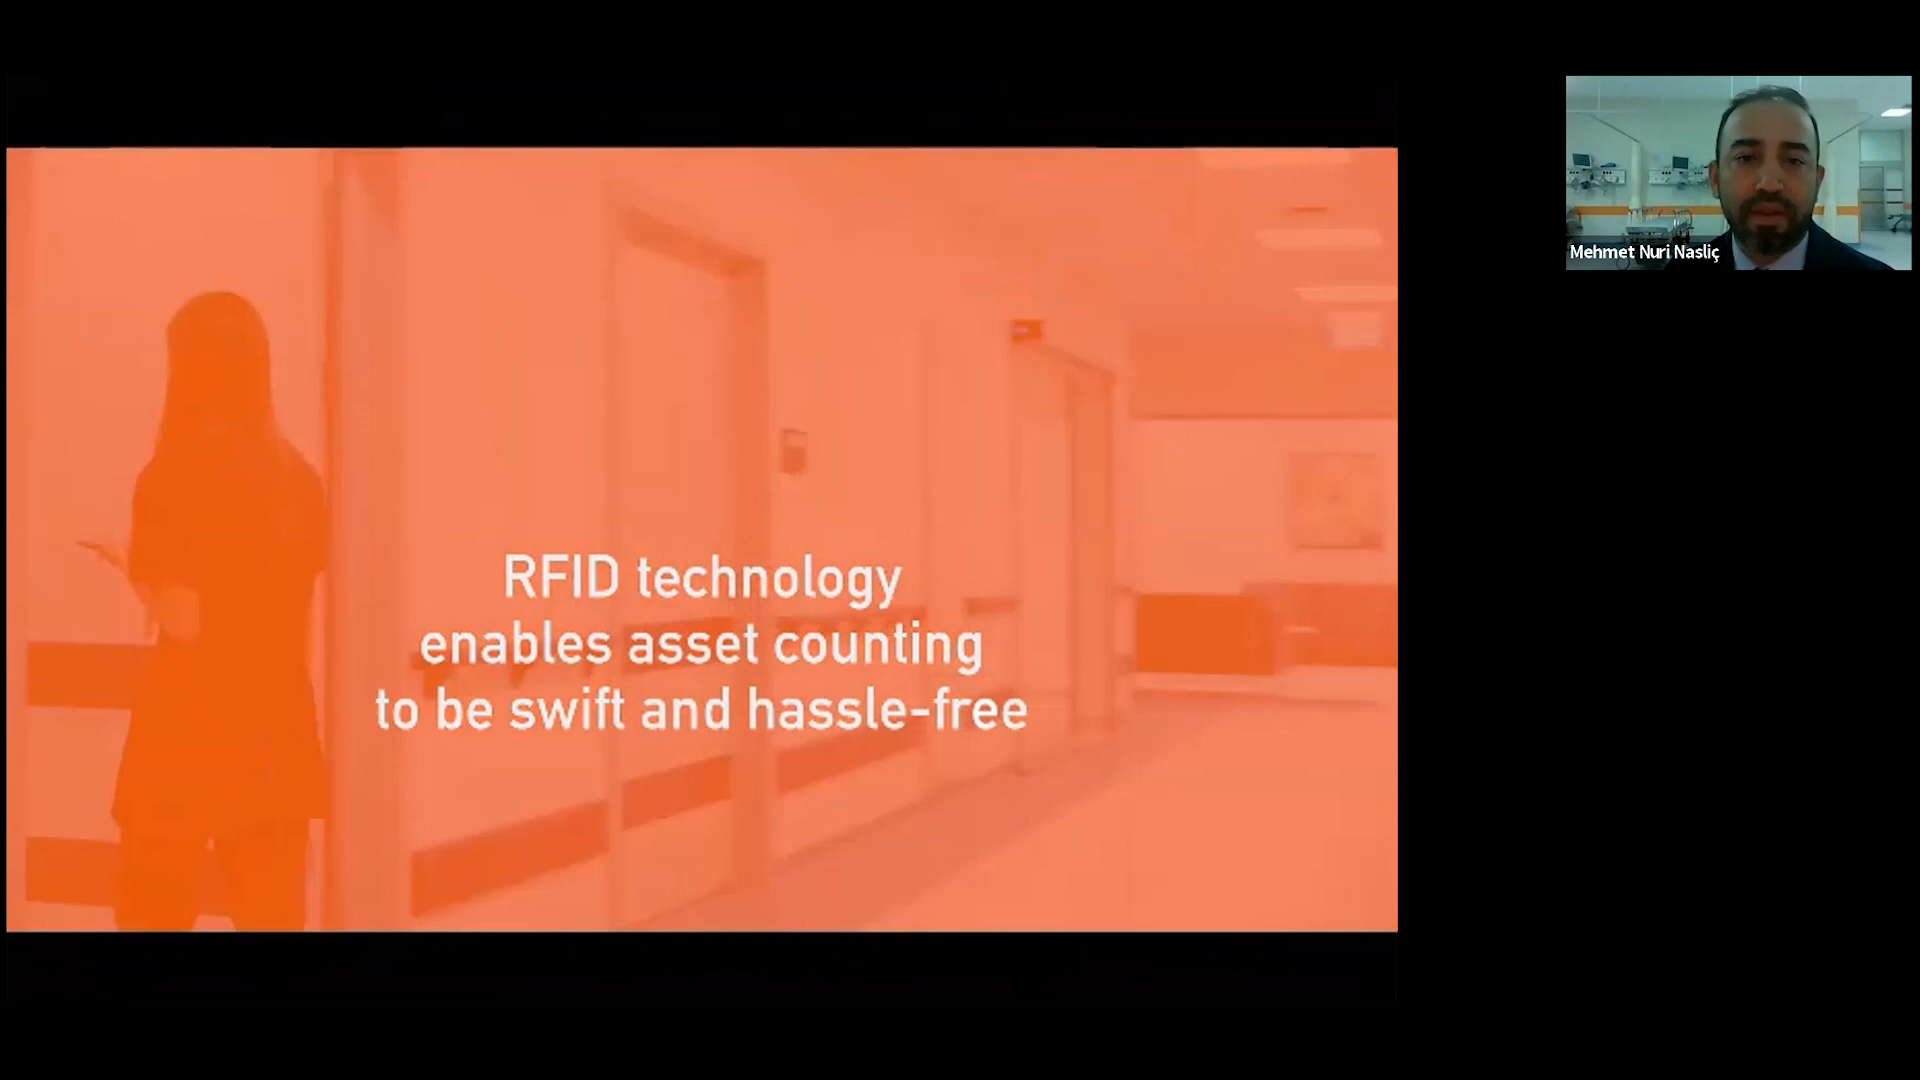 RFID technology
enables asset counting
to be swift and hassle-free
Mehmet Nuri Nasliç